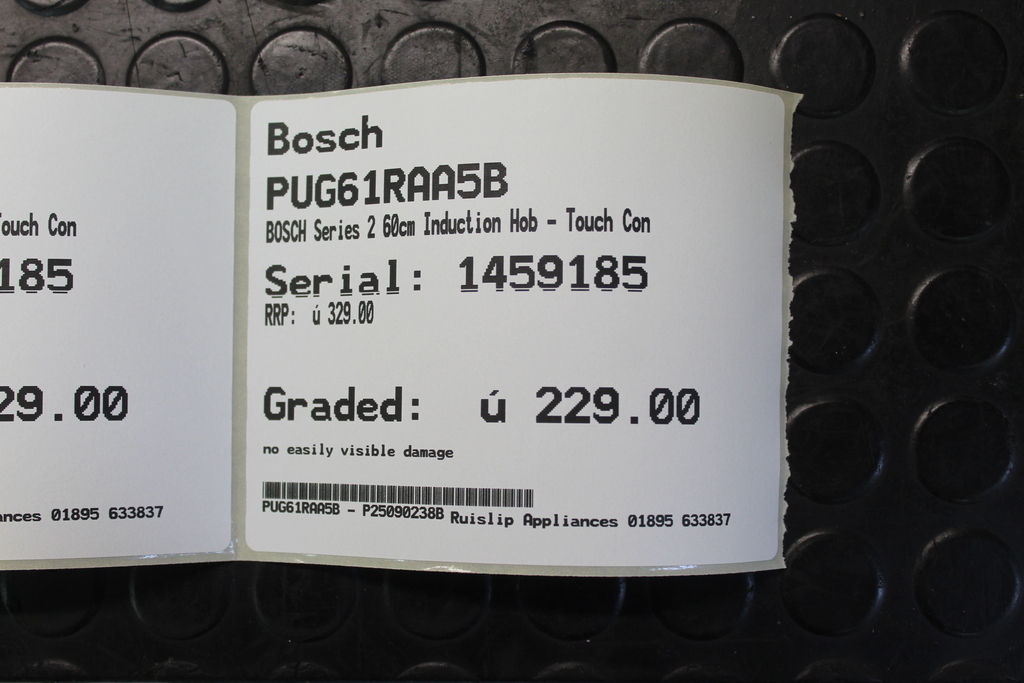 Bosch
PUG61RAA5B
BOSCH Series 2 60cm Induction Hob - Touch Con
Serial: 1459185
RRP: ú 329.00
Graded: ú 229.00
no easily visible damage
PUG61RAA5B - P25090238B
Ruislip Appliances 01895 633837
Touch Con
185
29.00
ances 01895 633837